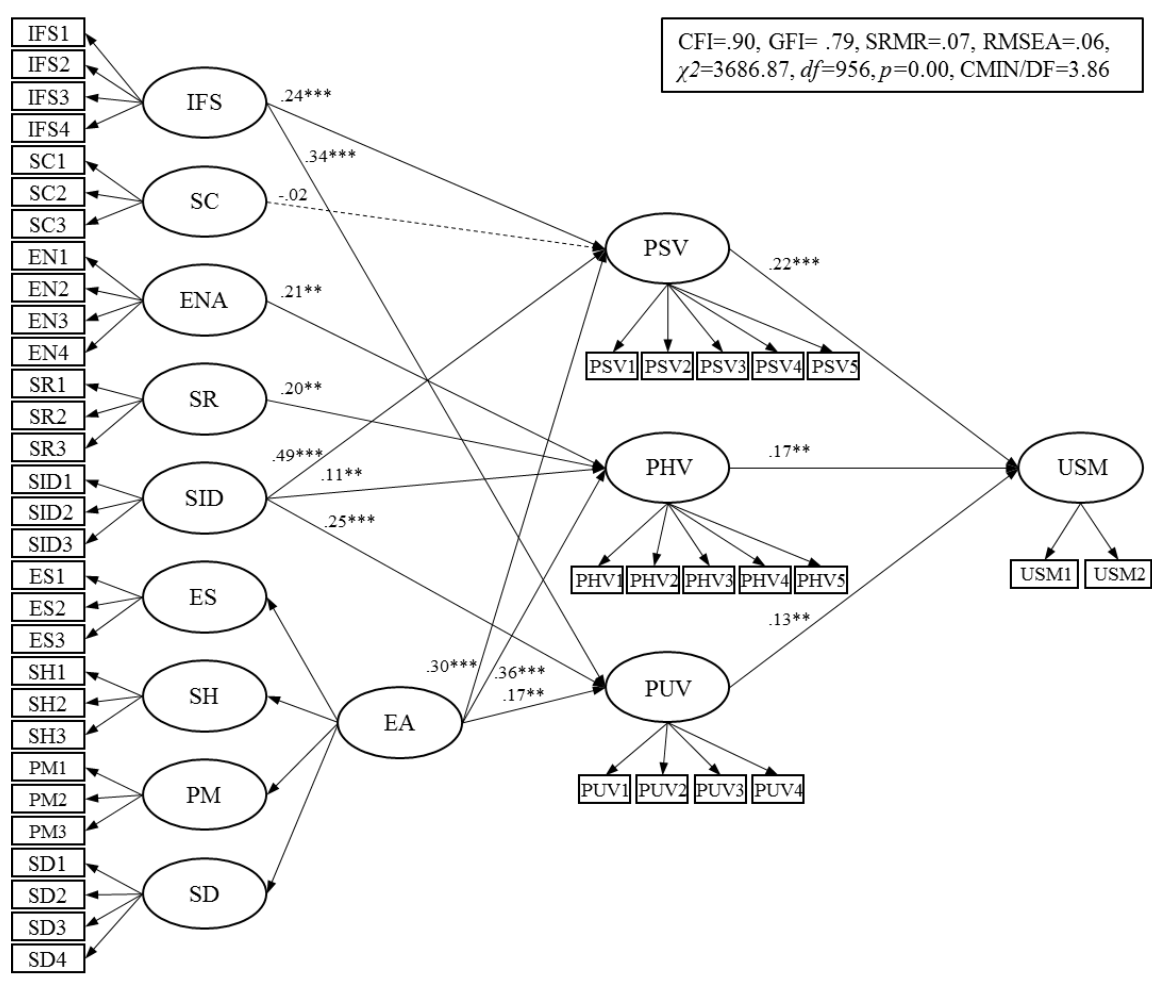 CFI=.90, GFI= .79, SRMR=.07, RMSEA=.06,
χ2=3686.87, df=956, p=0.00, CMIN/DF=3.86
IFS1
IFS2
IFS3
IFS4
SC1
SC2
SC3
EN1
EN2
EN3
EN4
SR1
SR2
SR3
SID1
SID2
SID3
ES1
ES2
ES3
SH1
SH2
SH3
PM1
PM2
PM3
SD1
SD2
SD3
SD4
IFS
SC
ENA
SR
SID
ES
SH
PM
SD
EA
.24***
.34***
-.02
.21**
.20**
.49***
.11**
.25***
.30***
.36***
.17**
PSV
PSV1 PSV2 PSV3 PSV4 PSV5
PHV
PHV1 PHV2 PHV3 PHV4 PHV5
PUV
PUV1 PUV2 PUV3 PUV4
.22***
.17**
.13**
USM
USM1 USM2